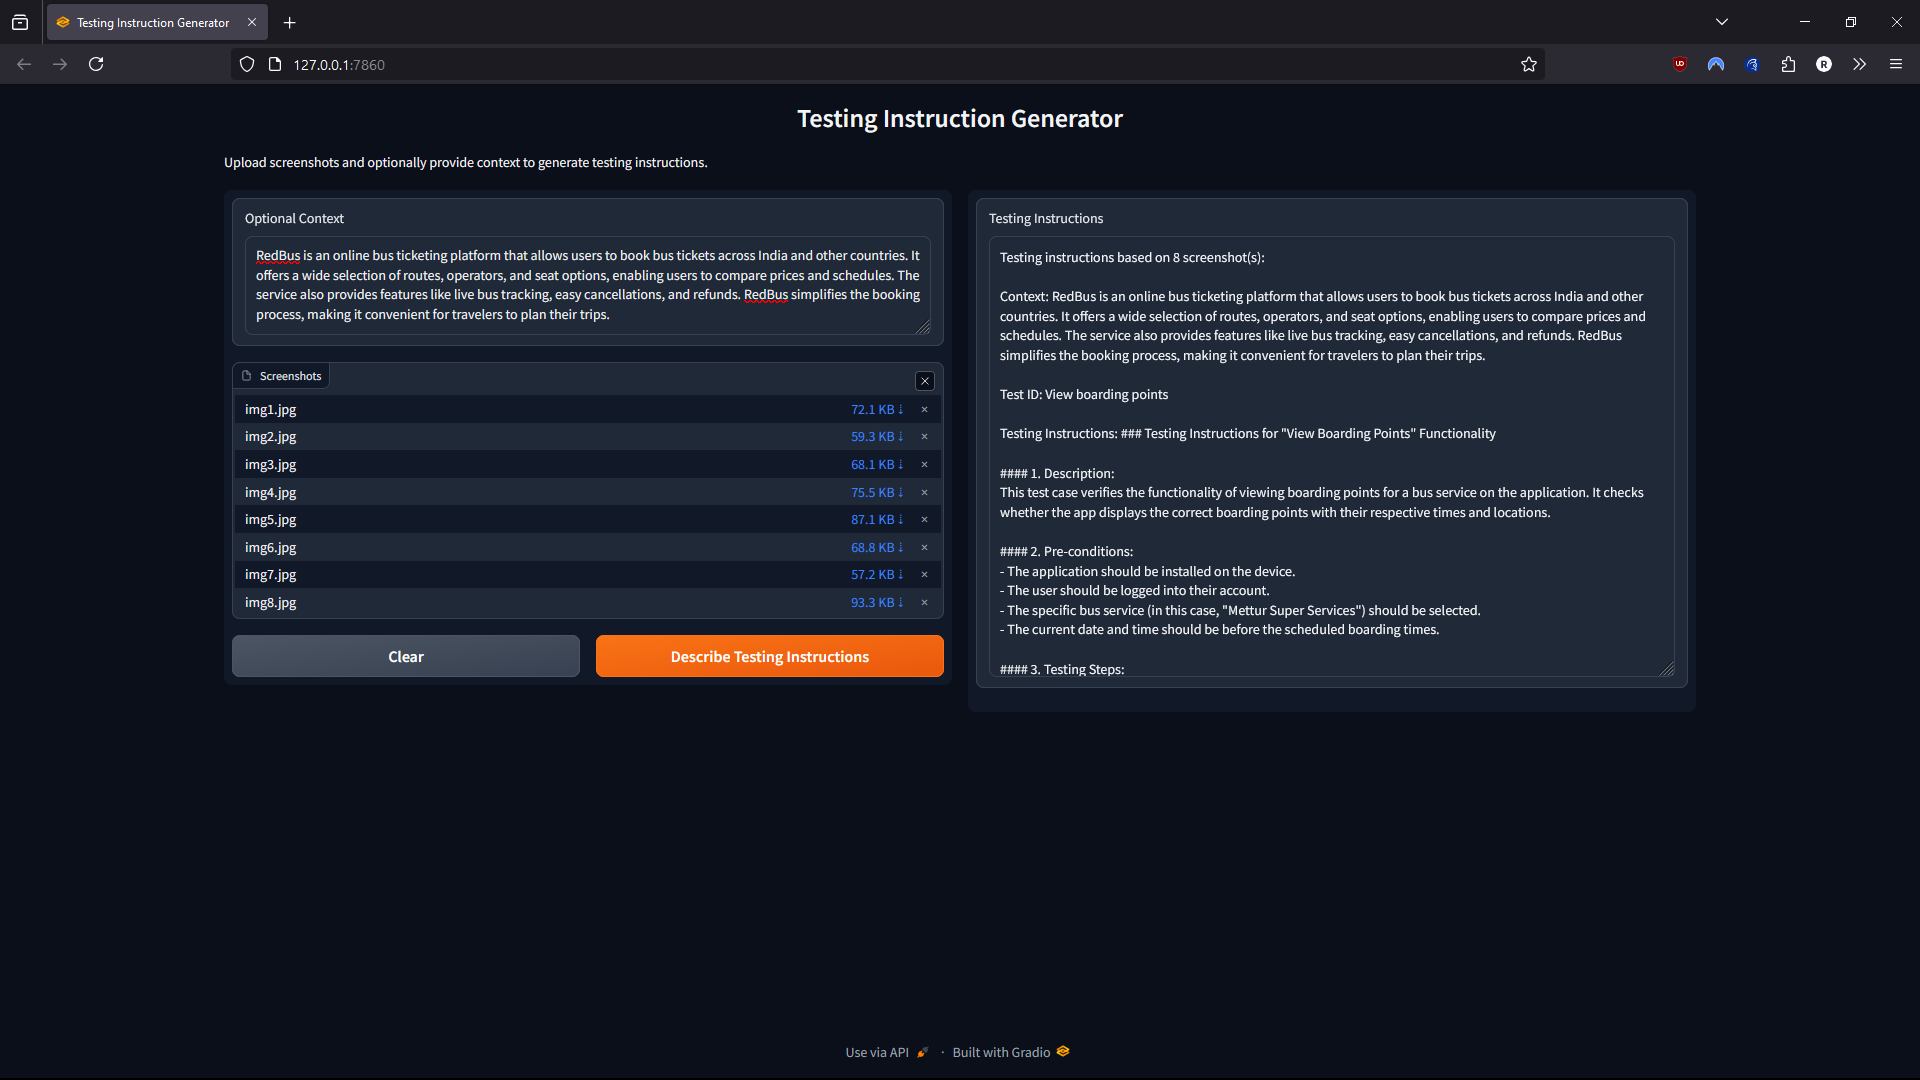 Testing Instruction Generator
127.0.0.1:7860
UD
R
Testing Instruction Generator
Upload screenshots and optionally provide context to generate testing instructions.
Optional Context
RedBus is an online bus ticketing platform that allows users to book bus tickets across India and other countries. It
offers a wide selection of routes, operators, and seat options, enabling users to compare prices and schedules. The
service also provides features like live bus tracking, easy cancellations, and refunds. RedBus simplifies the booking
process, making it convenient for travelers to plan their trips.
Screenshots
img1.jpg 72.1 KB ⇣ ×
img2.jpg 59.3 KB ⇣ ×
img3.jpg 68.1 KB ⇣ ×
img4.jpg 75.5 KB ⇣ ×
img5.jpg 87.1 KB ⇣ ×
img6.jpg 68.8 KB ⇣ ×
img7.jpg 57.2 KB ⇣ ×
img8.jpg 93.3 KB ⇣ ×
Clear
Describe Testing Instructions
Testing Instructions
Testing instructions based on 8 screenshot(s):
Context: RedBus is an online bus ticketing platform that allows users to book bus tickets across India and other
countries. It offers a wide selection of routes, operators, and seat options, enabling users to compare prices and
schedules. The service also provides features like live bus tracking, easy cancellations, and refunds. RedBus
simplifies the booking process, making it convenient for travelers to plan their trips.
Test ID: View boarding points
Testing Instructions: ### Testing Instructions for "View Boarding Points" Functionality
#### 1. Description:
This test case verifies the functionality of viewing boarding points for a bus service on the application. It checks
whether the app displays the correct boarding points with their respective times and locations.
#### 2. Pre-conditions:
- The application should be installed on the device.
- The user should be logged into their account.
- The specific bus service (in this case, "Mettur Super Services") should be selected.
- The current date and time should be before the scheduled boarding times.
#### 3. Testing Steps:
Use via API · Built with Gradio